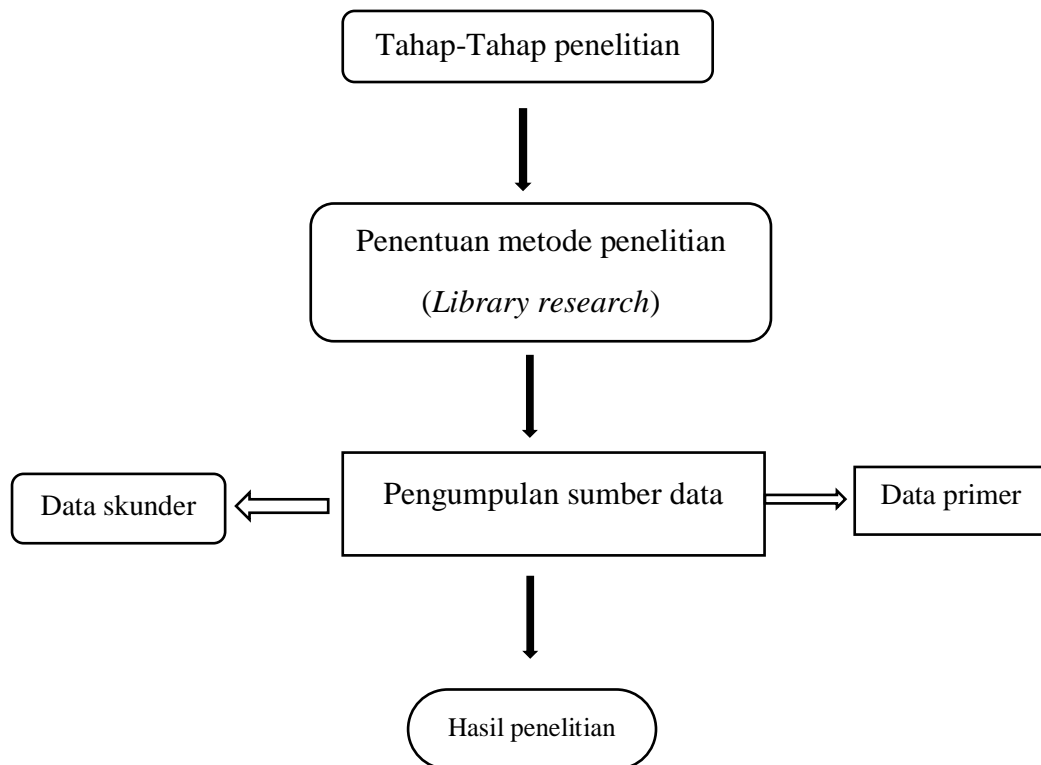 Tahap-Tahap penelitian
Penentuan metode penelitian
(Library research)
Data skunder
Pengumpulan sumber data
Data primer
Hasil penelitian